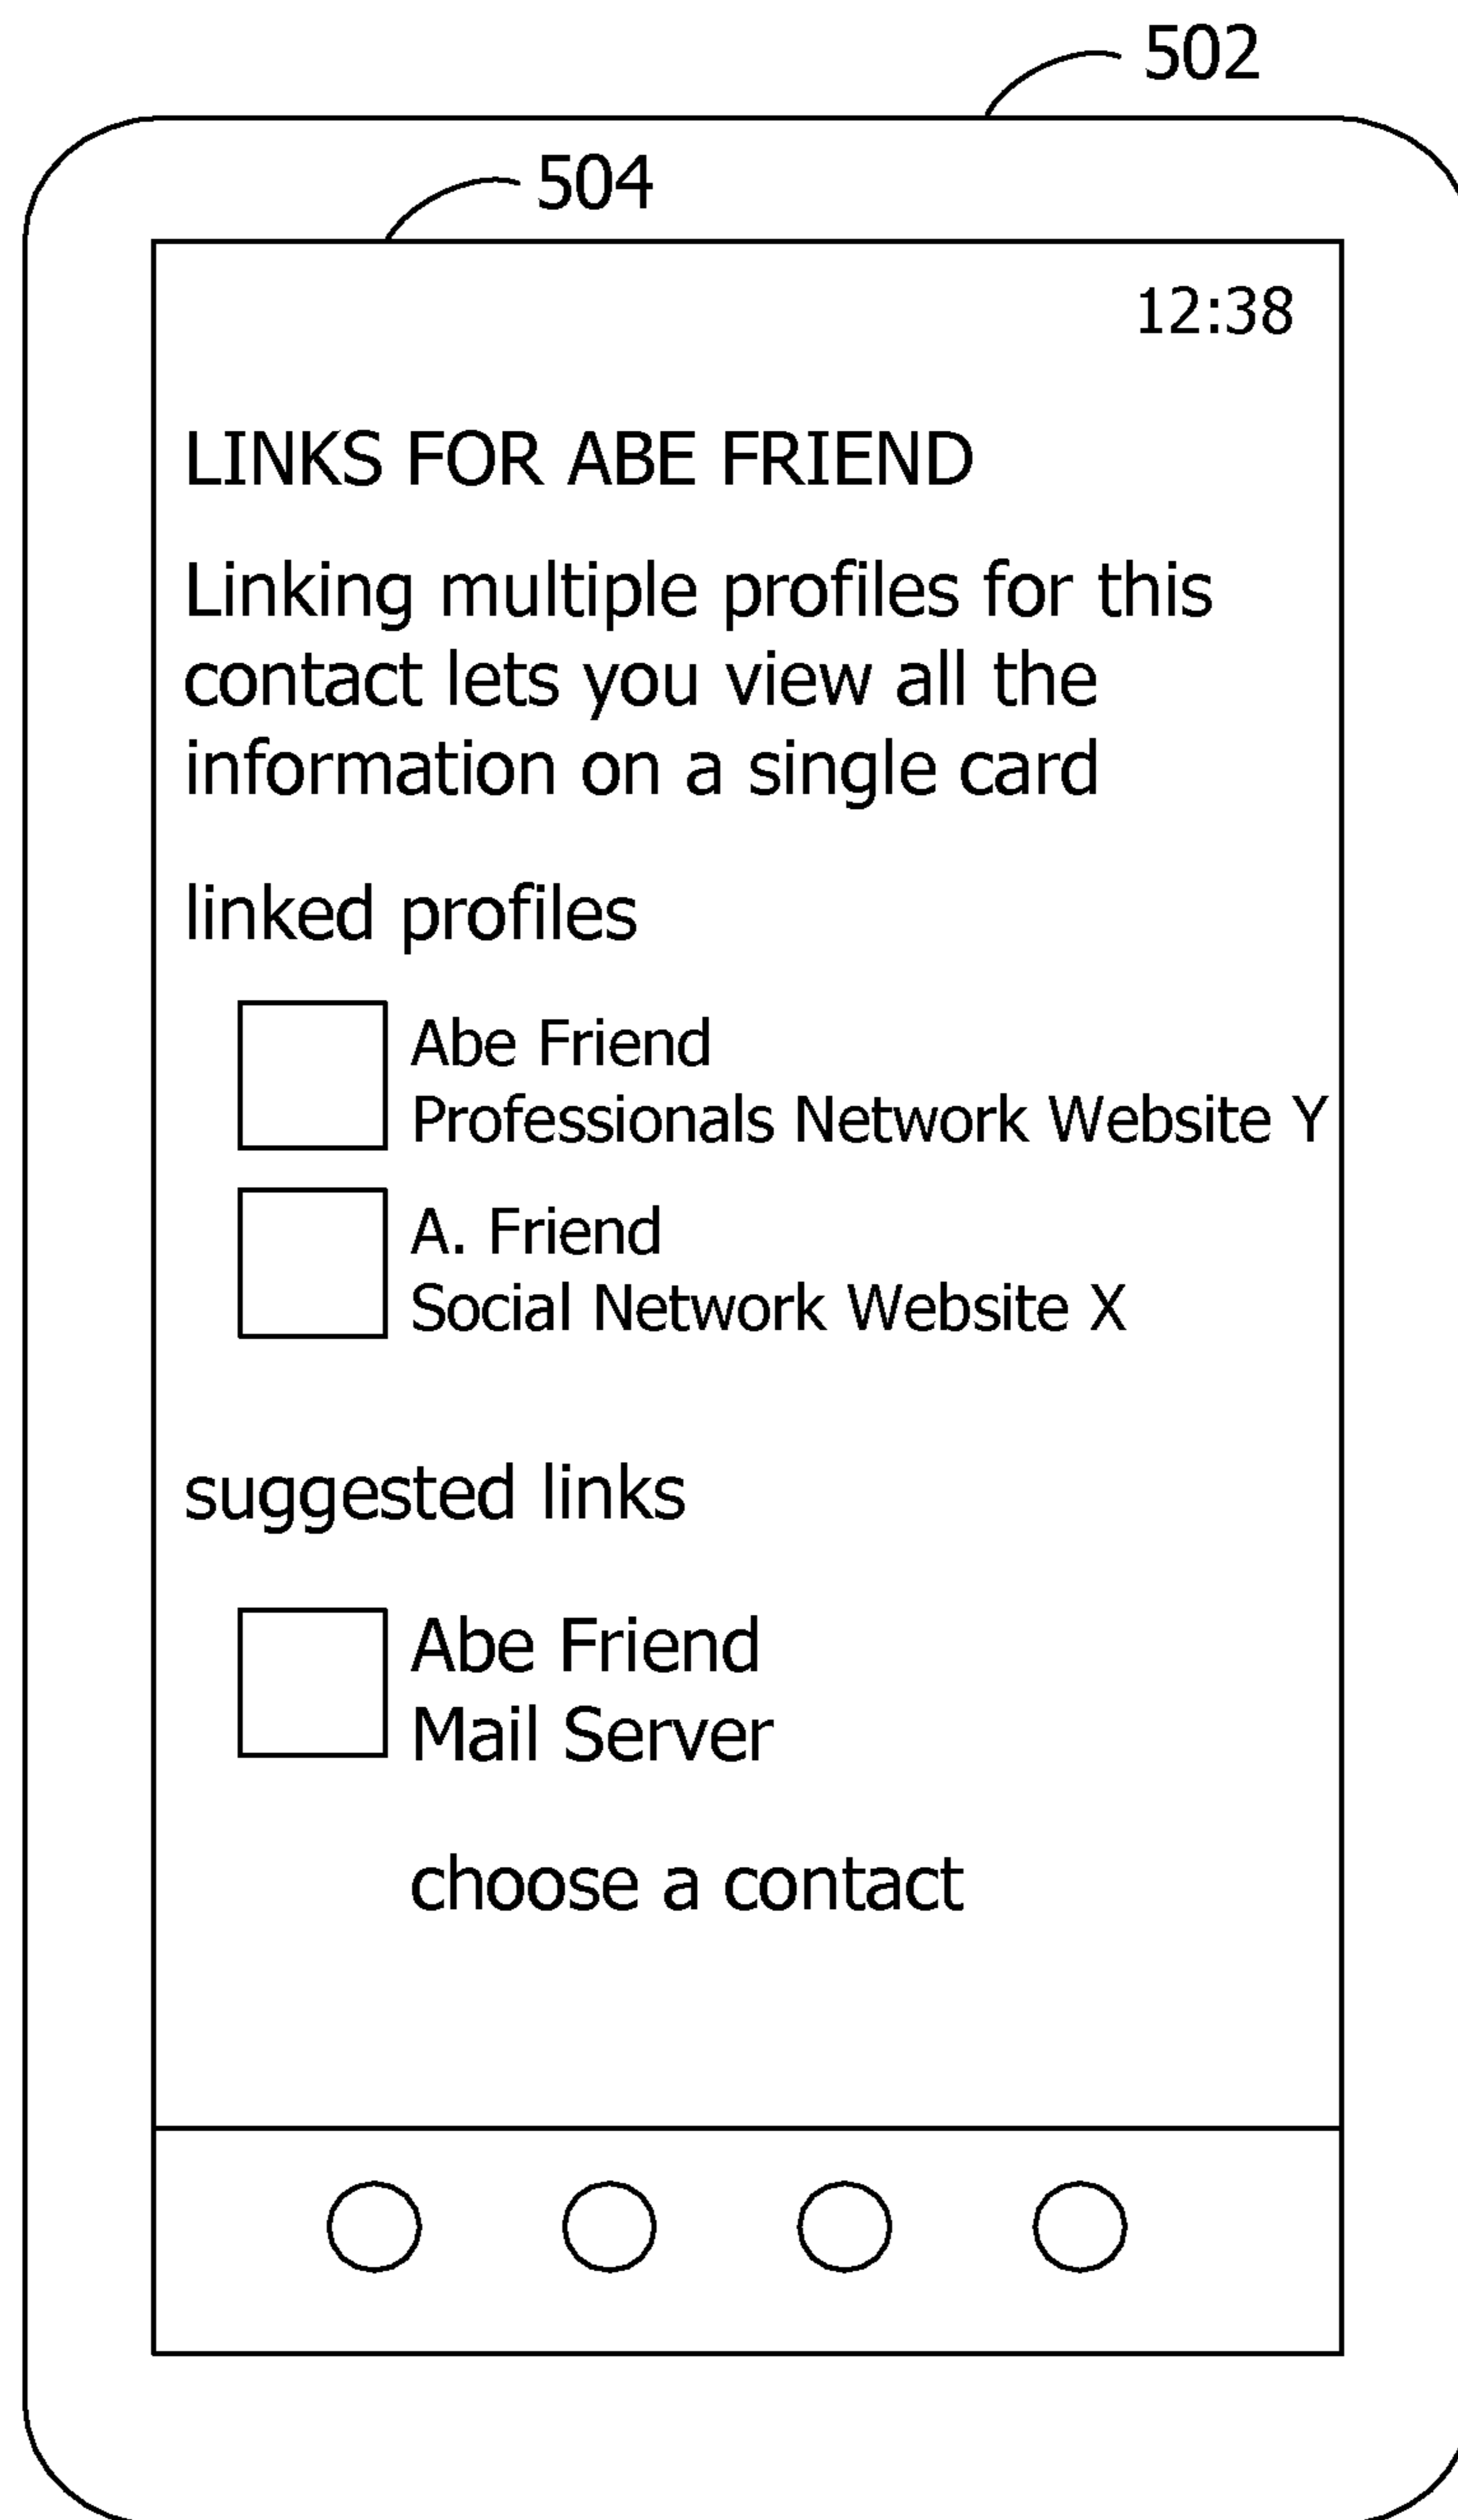 502
504
12:38
LINKS FOR ABE FRIEND
Linking multiple profiles for this
contact lets you view all the
information on a single card
linked profiles
Abe Friend
Professionals Network Website Y
A. Friend
Social Network Website X
suggested links
Abe Friend
Mail Server
choose a contact